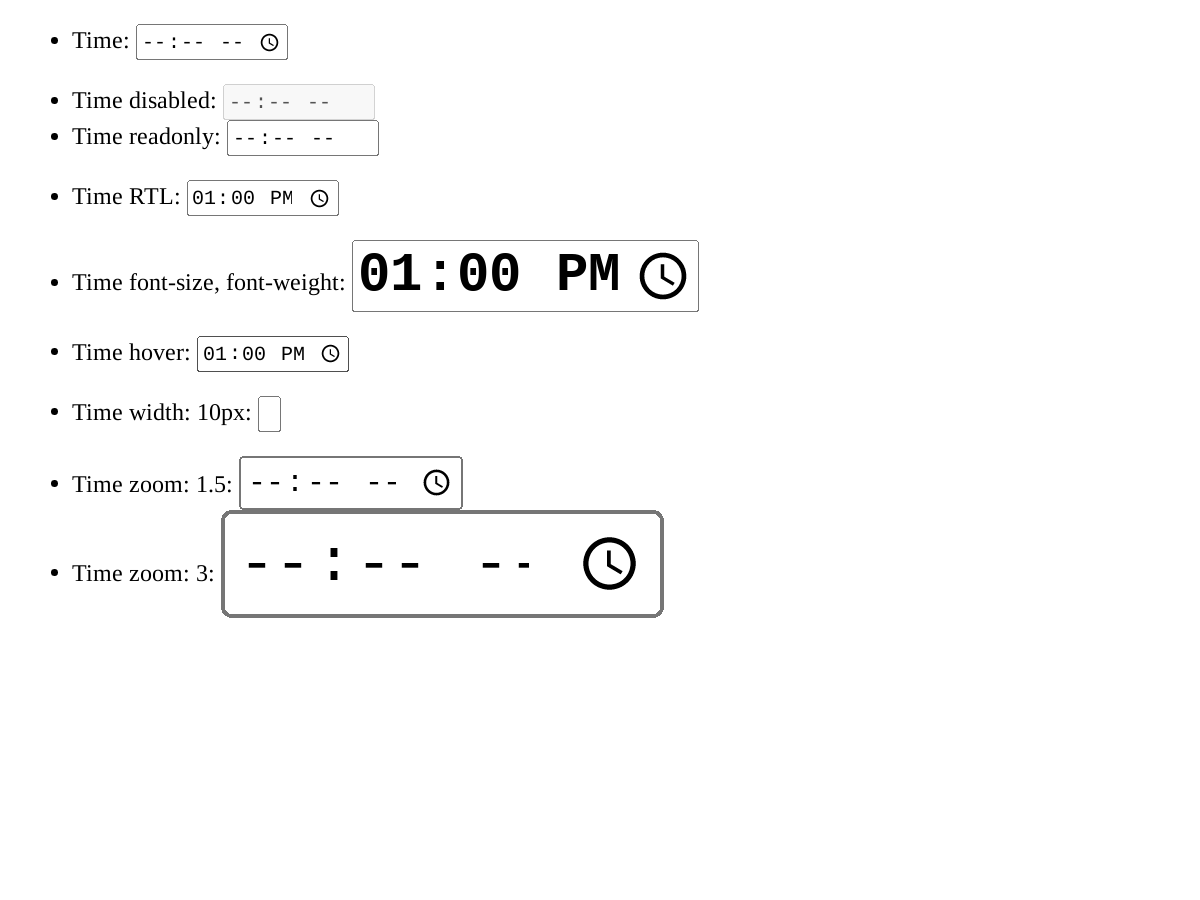 Time: --:-- --
Time disabled: --:-- --
Time readonly: --:-- --
Time RTL: 01:00 PM
Time font-size, font-weight: 01:00 PM
Time hover: 01:00 PM
Time width: 10px:
Time zoom: 1.5: --:-- --
Time zoom: 3: --:-- --